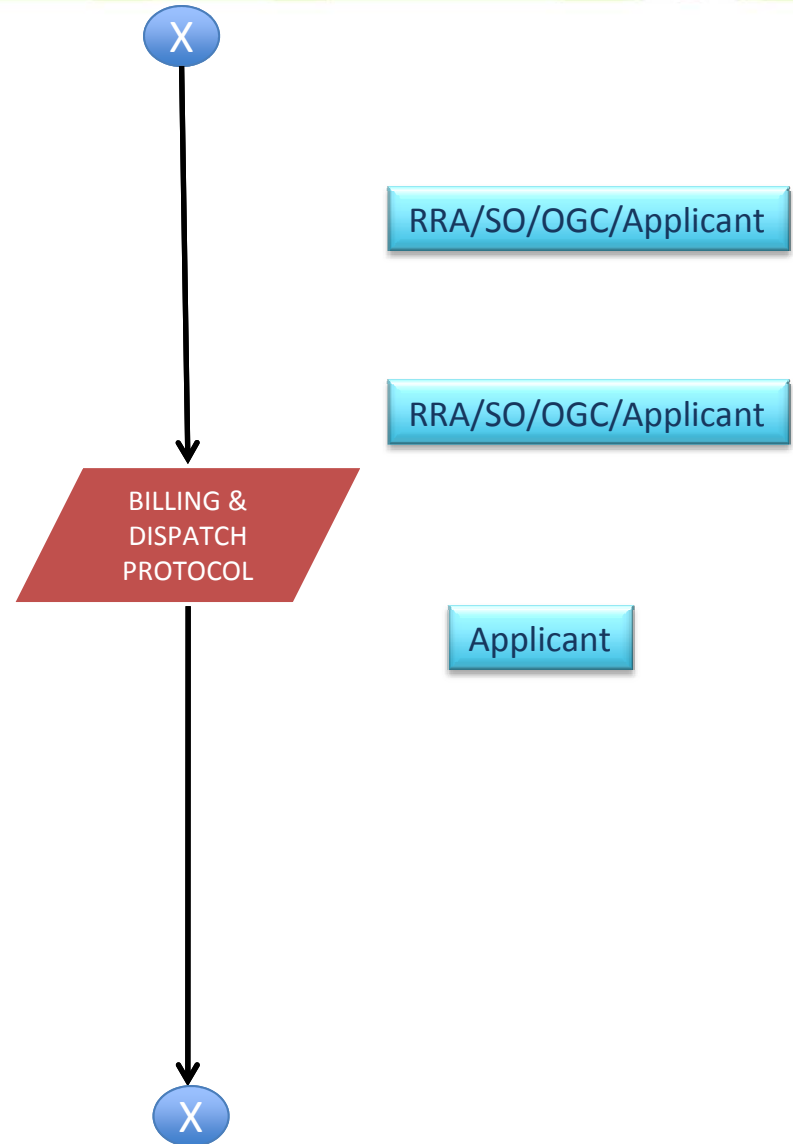 X
RRA/SO/OGC/Applicant
RRA/SO/OGC/Applicant
BILLING &
DISPATCH
PROTOCOL
Applicant
X